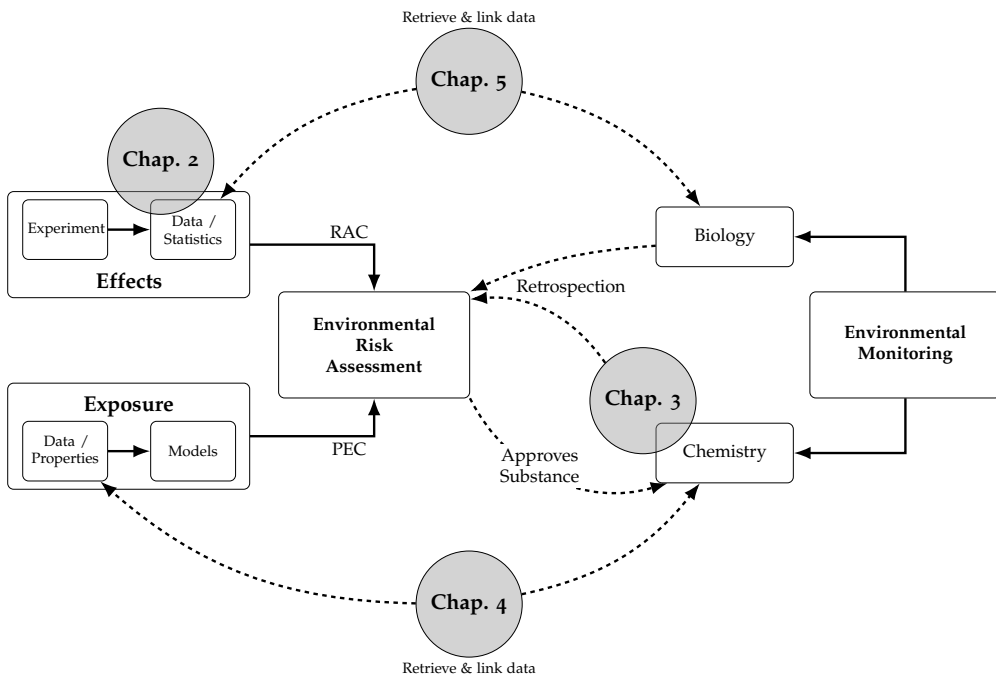 Retrieve & link data
Chap. 5
Chap. 2
Experiment
Data /
Statistics
Effects
RAC
Biology
Retrospection
Environmental
Risk
Assessment
Environmental
Monitoring
Exposure
Data /
Properties
Models
PEC
Chap. 3
Chemistry
Approves
Substance
Chap. 4
Retrieve & link data